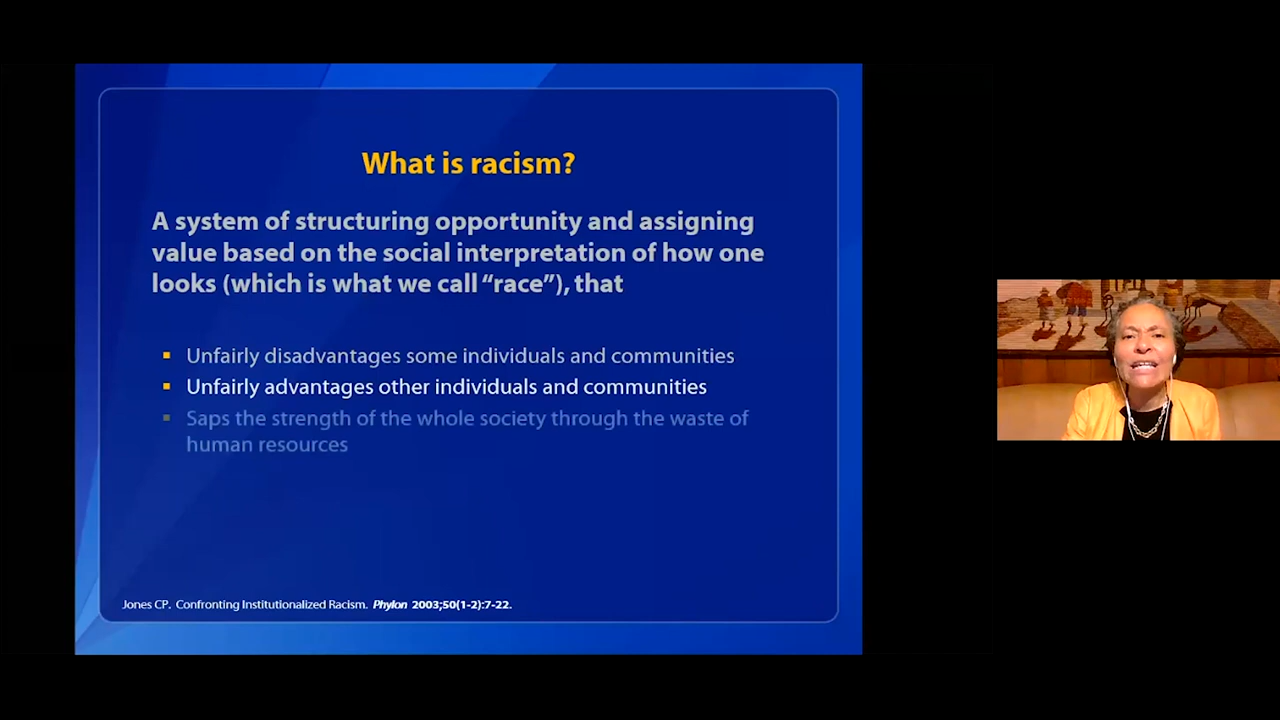 What is racism?
A system of structuring opportunity and assigning
value based on the social interpretation of how one
looks (which is what we call “race”), that
Unfairly disadvantages some individuals and communities
Unfairly advantages other individuals and communities
Saps the strength of the whole society through the waste of
human resources
Jones CP. Confronting Institutionalized Racism. Phylon 2003;50(1-2):7-22.